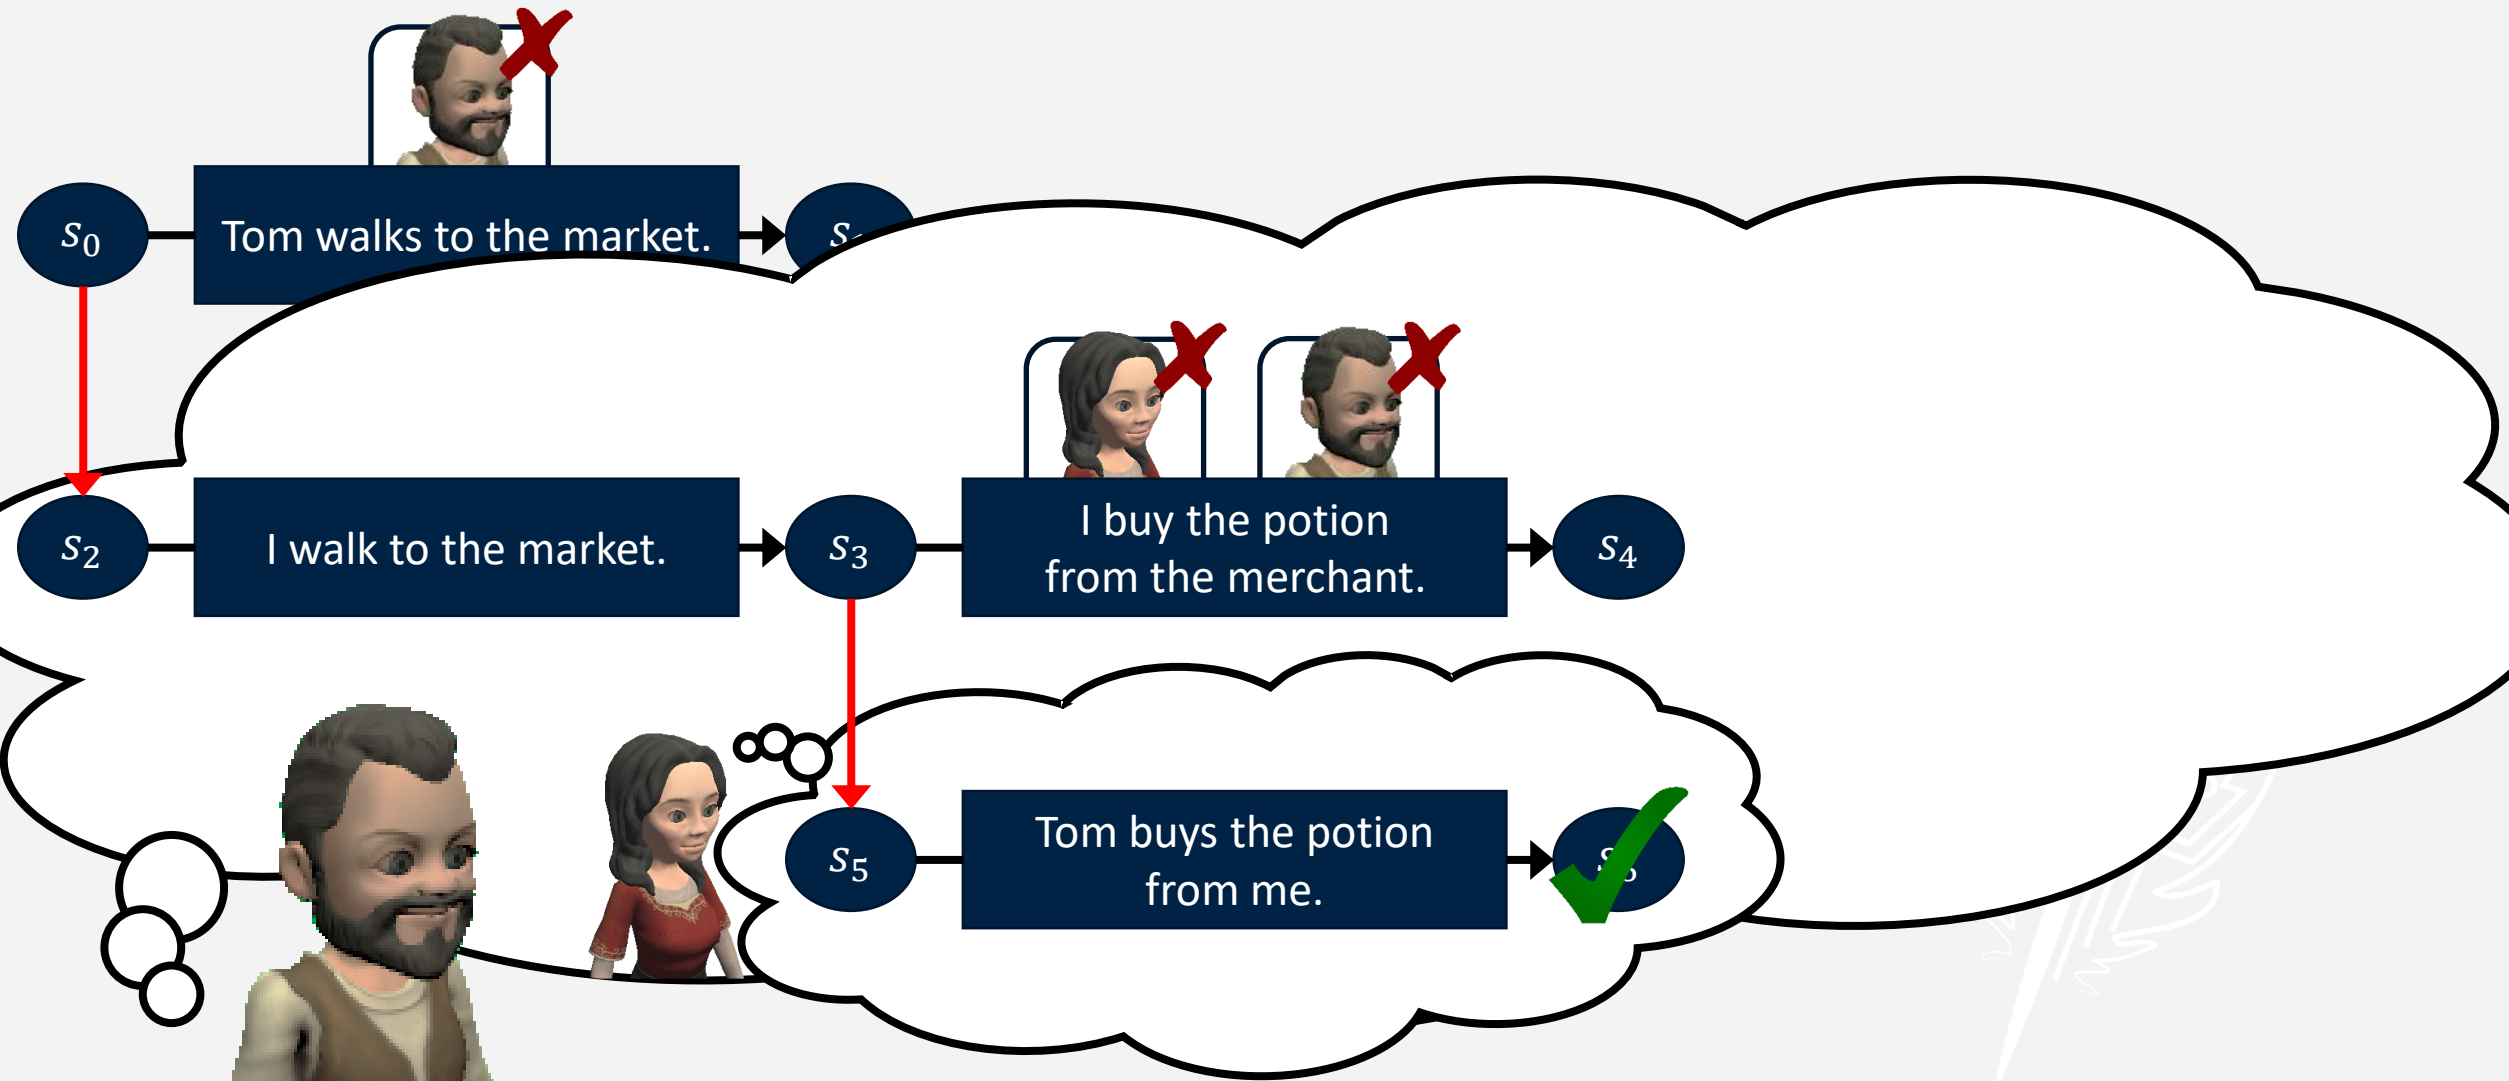 s₀
Tom walks to the market.
s
s₂
I walk to the market.
s₃
I buy the potion
from the merchant.
s₄
s₅
Tom buys the potion
from me.